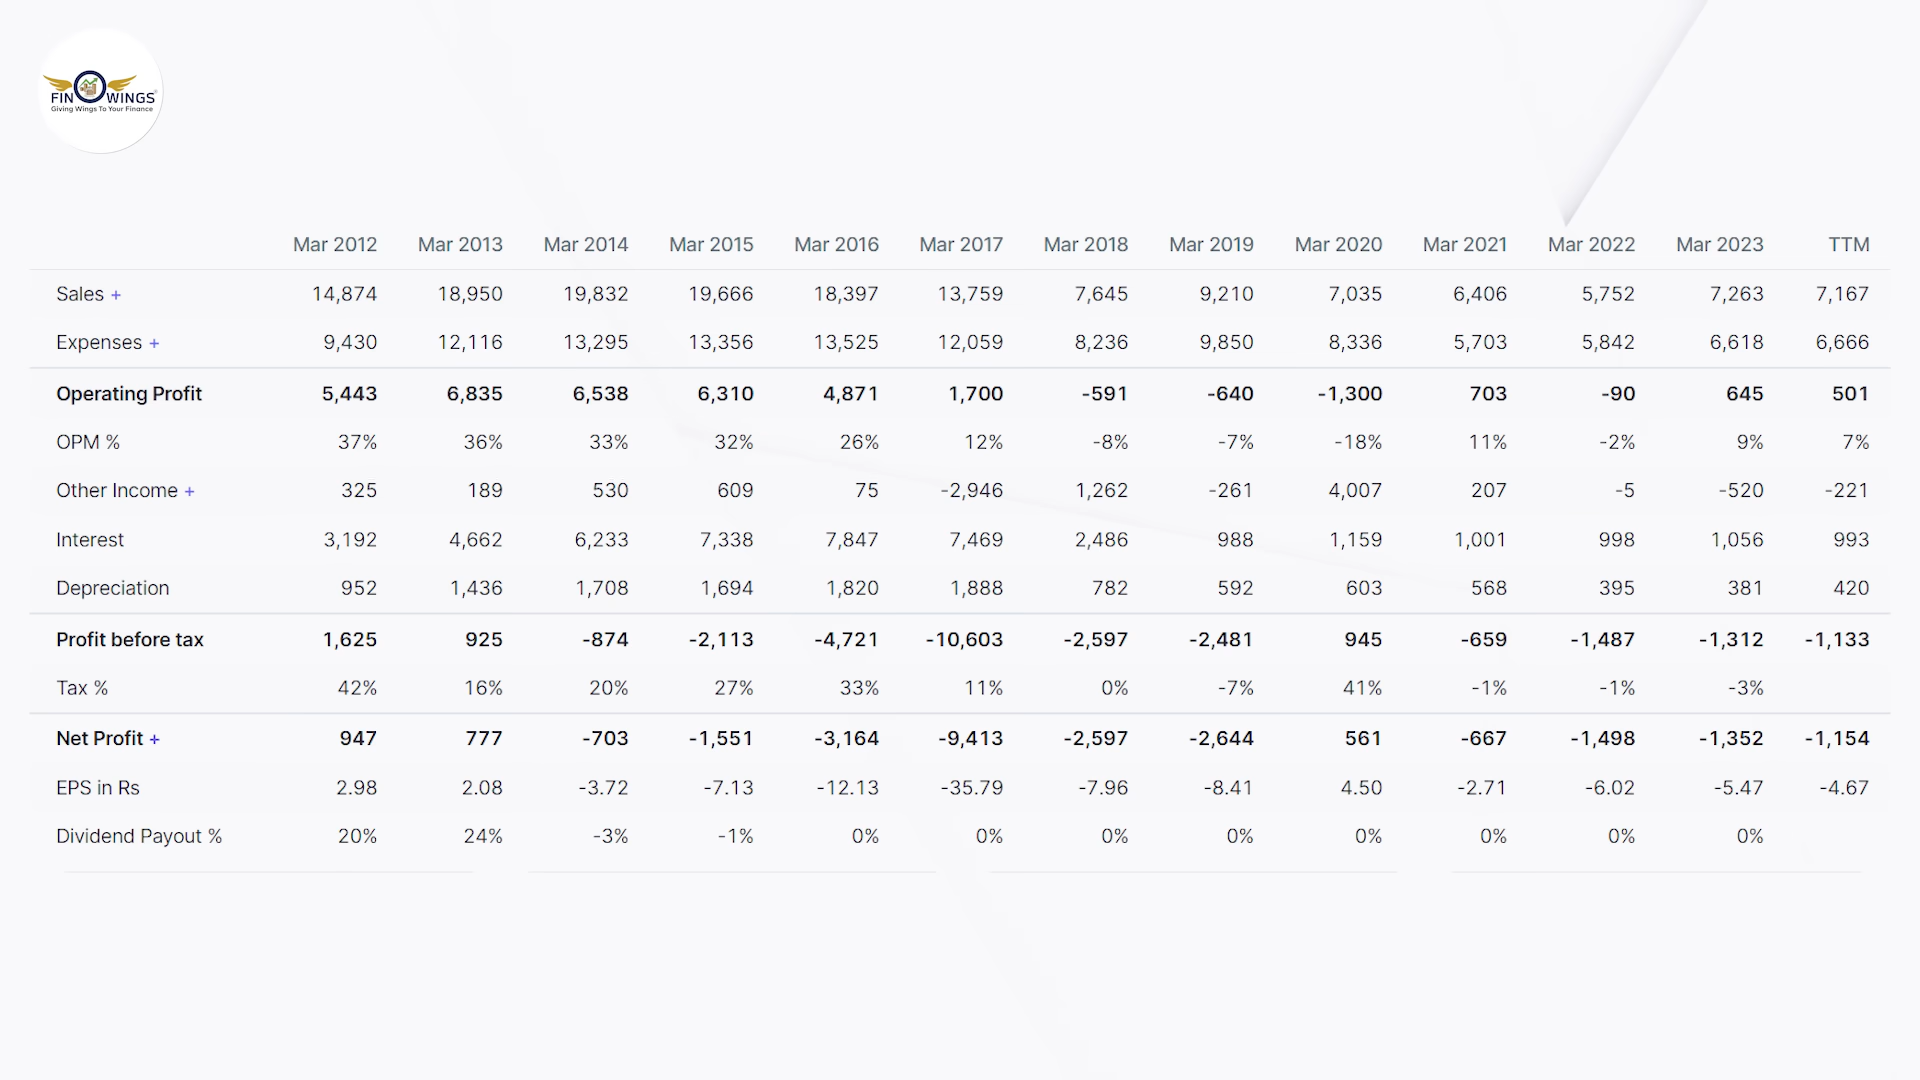 FINOWINGS
Giving Wings To Your Finance
Mar 2012 Mar 2013 Mar 2014 Mar 2015 Mar 2016 Mar 2017 Mar 2018 Mar 2019 Mar 2020 Mar 2021 Mar 2022 Mar 2023 TTM
Sales + 14,874 18,950 19,832 19,666 18,397 13,759 7,645 9,210 7,035 6,406 5,752 7,263 7,167
Expenses + 9,430 12,116 13,295 13,356 13,525 12,059 8,236 9,850 8,336 5,703 5,842 6,618 6,666
Operating Profit 5,443 6,835 6,538 6,310 4,871 1,700 -591 -640 -1,300 703 -90 645 501
OPM % 37% 36% 33% 32% 26% 12% -8% -7% -18% 11% -2% 9% 7%
Other Income + 325 189 530 609 75 -2,946 1,262 -261 4,007 207 -5 -520 -221
Interest 3,192 4,662 6,233 7,338 7,847 7,469 2,486 988 1,159 1,001 998 1,056 993
Depreciation 952 1,436 1,708 1,694 1,820 1,888 782 592 603 568 395 381 420
Profit before tax 1,625 925 -874 -2,113 -4,721 -10,603 -2,597 -2,481 945 -659 -1,487 -1,312 -1,133
Tax % 42% 16% 20% 27% 33% 11% 0% -7% 41% -1% -1% -3%
Net Profit + 947 777 -703 -1,551 -3,164 -9,413 -2,597 -2,644 561 -667 -1,498 -1,352 -1,154
EPS in Rs 2.98 2.08 -3.72 -7.13 -12.13 -35.79 -7.96 -8.41 4.50 -2.71 -6.02 -5.47 -4.67
Dividend Payout % 20% 24% -3% -1% 0% 0% 0% 0% 0% 0% 0% 0%